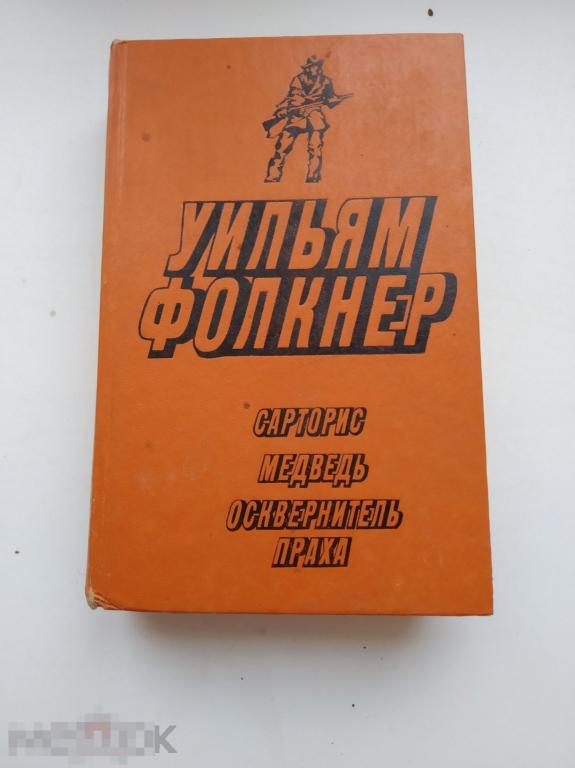 УИЛЬЯМ
ФОЛКНЕР
САРТОРИС
МЕДВЕДЬ
ОСКВЕРНИТЕЛЬ
ПРАХА